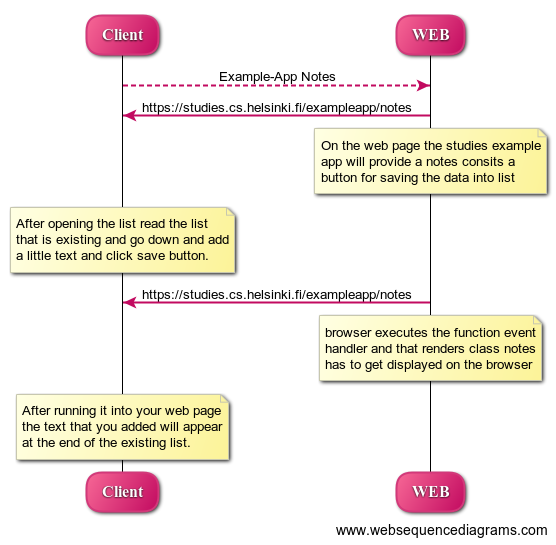 Client
WEB
Example-App Notes
https://studies.cs.helsinki.fi/exampleapp/notes
On the web page the studies example
app will provide a notes consits a
button for saving the data into list
After opening the list read the list
that is existing and go down and add
a little text and click save button.
https://studies.cs.helsinki.fi/exampleapp/notes
browser executes the function event
handler and that renders class notes
has to get displayed on the browser
After running it into your web page
the text that you added will appear
at the end of the existing list.
Client
WEB
www.websequencediagrams.com